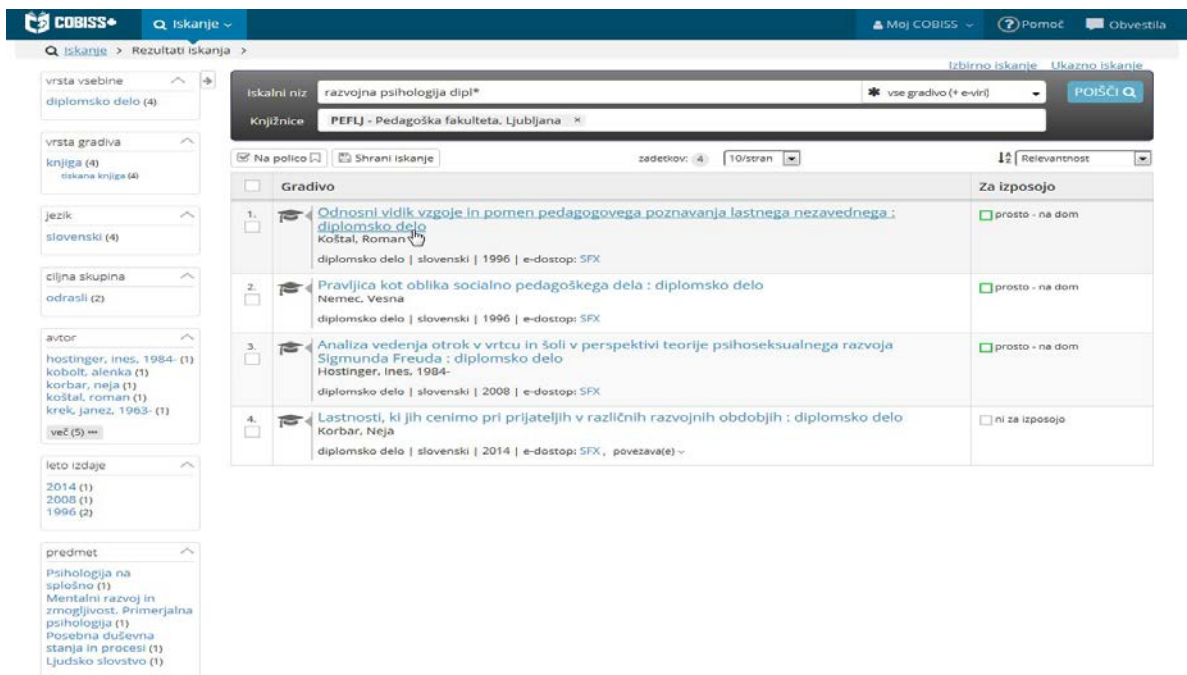 COBISS+
Iskanje
Moj COBISS
Pomoč
Obvestila
Iskanje > Rezultati iskanja >
Izbirno iskanje Ukazno iskanje
vrsta vsebine
diplomsko delo (4)
vrsta gradiva
knjiga (4)
tiskana knjiga (4)
jezik
slovenski (4)
ciljna skupina
odrasli (2)
avtor
hostinger, ines, 1984- (1)
kobolt, alenka (1)
korbar, neja (1)
koštal, roman (1)
krek, janez, 1963- (1)
več (5) •••
leto izdaje
2014 (1)
2008 (1)
1996 (2)
predmet
Psihologija na
splošno (1)
Mentalni razvoj in
zmogljivost. Primerjalna
psihologija (1)
Posebna duševna
stanja in procesi (1)
Ljudsko slovstvo (1)
Iskalni niz razvojna psihologija dipl* vse gradivo (+ e-viri) POIŠČI
Knjižnice PEFLJ - Pedagoška fakulteta, Ljubljana ×
Na polico Shrani iskanje zadetkov: 4 10/stran Relevantnost
Gradivo Za izposojo
1. Odnosni vidik vzgoje in pomen pedagogovega poznavanja lastnega nezavednega : prosto - na dom
diplomsko delo
Koštal, Roman
diplomsko delo | slovenski | 1996 | e-dostop: SFX
2. Pravljica kot oblika socialno pedagoškega dela : diplomsko delo prosto - na dom
Nemec, Vesna
diplomsko delo | slovenski | 1996 | e-dostop: SFX
3. Analiza vedenja otrok v vrtcu in šoli v perspektivi teorije psihoseksualnega razvoja prosto - na dom
Sigmunda Freuda : diplomsko delo
Hostinger, Ines, 1984-
diplomsko delo | slovenski | 2008 | e-dostop: SFX
4. Lastnosti, ki jih cenimo pri prijateljih v različnih razvojnih obdobjih : diplomsko delo ni za izposojo
Korbar, Neja
diplomsko delo | slovenski | 2014 | e-dostop: SFX , povezava(e)